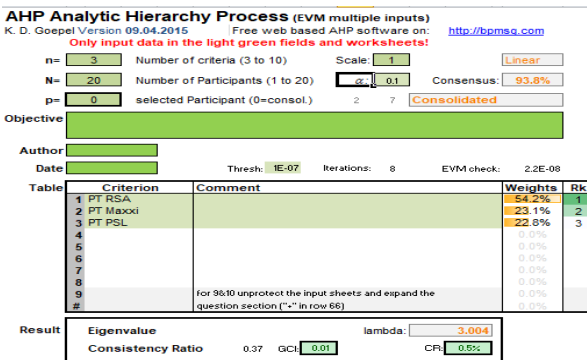 AHP Analytic Hierarchy Process (EVM multiple inputs)
K. D. Goepel Version 09.04.2015 Free web based AHP software on: http://bpmsg.com
Only input data in the light green fields and worksheets!
n= 3 Number of criteria (3 to 10) Scale: 1 Linear
N= 20 Number of Participants (1 to 20) α: 0.1 Consensus: 93.8%
p= 0 selected Participant (0=consol.) 2 7 Consolidated
Objective
Author
Date Thresh: 1E-07 Iterations: 8 EVM check: 2.2E-08
Table Criterion Comment Weights Rk
1 PT RSA 54.2% 1
2 PT Maxxi 23.1% 2
3 PT PSL 22.8% 3
4 0.0%
5 0.0%
6 0.0%
7 0.0%
8 0.0%
9 for 9&10 unprotect the input sheets and expand the 0.0%
# question section ("+" in row 66) 0.0%
Result Eigenvalue lambda: 3.004
Consistency Ratio 0.37 GCI: 0.01 CR: 0.5%